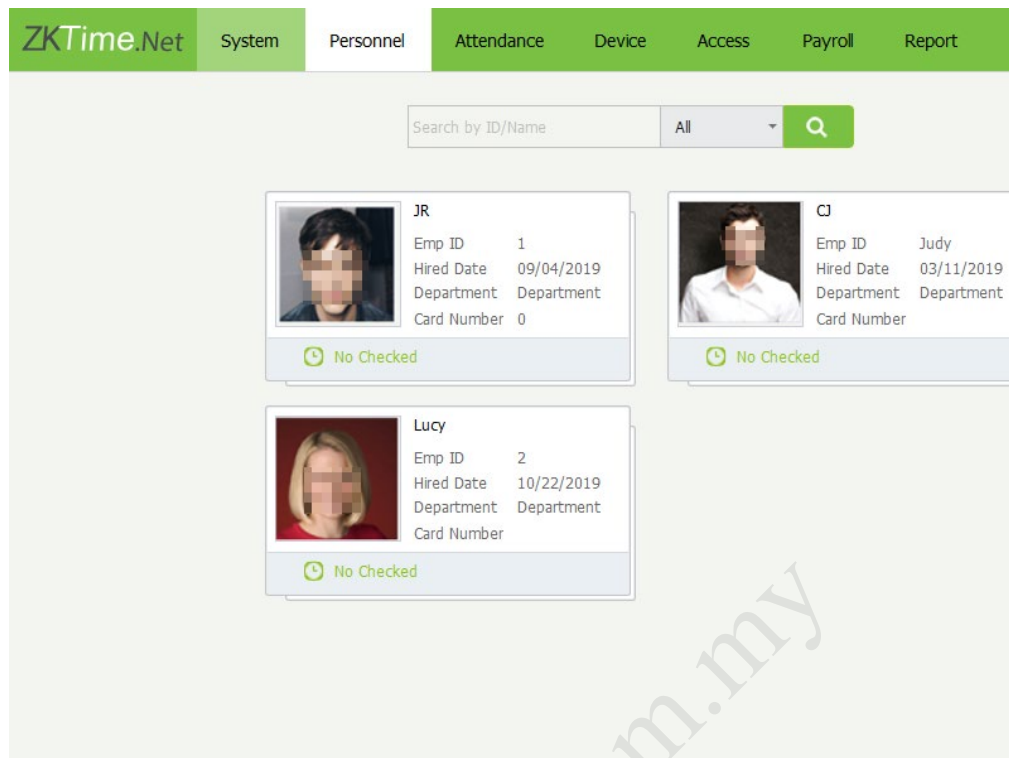 ZKTime.Net System Personnel Attendance Device Access Payroll Report
Search by ID/Name All
JR
Emp ID 1
Hired Date 09/04/2019
Department Department
Card Number 0
No Checked
CJ
Emp ID Judy
Hired Date 03/11/2019
Department Department
Card Number
No Checked
Lucy
Emp ID 2
Hired Date 10/22/2019
Department Department
Card Number
No Checked
m.my